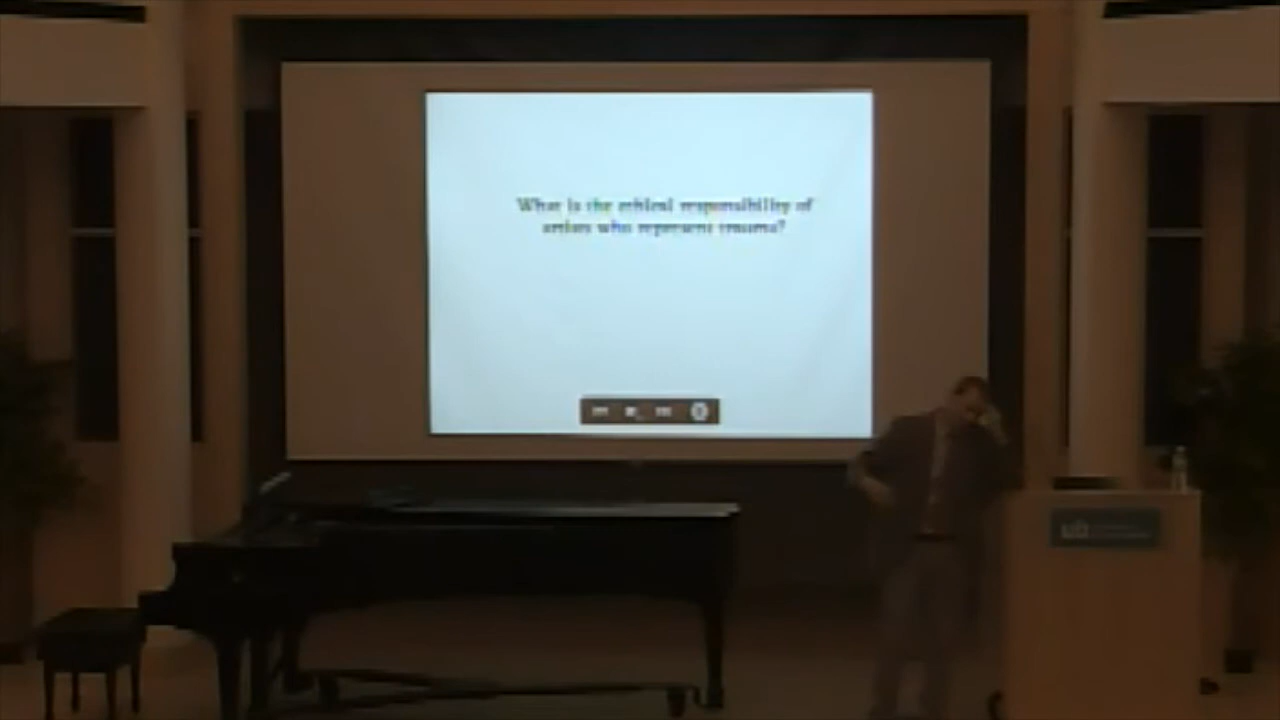 What is the ethical responsibility of
artists who represent trauma?